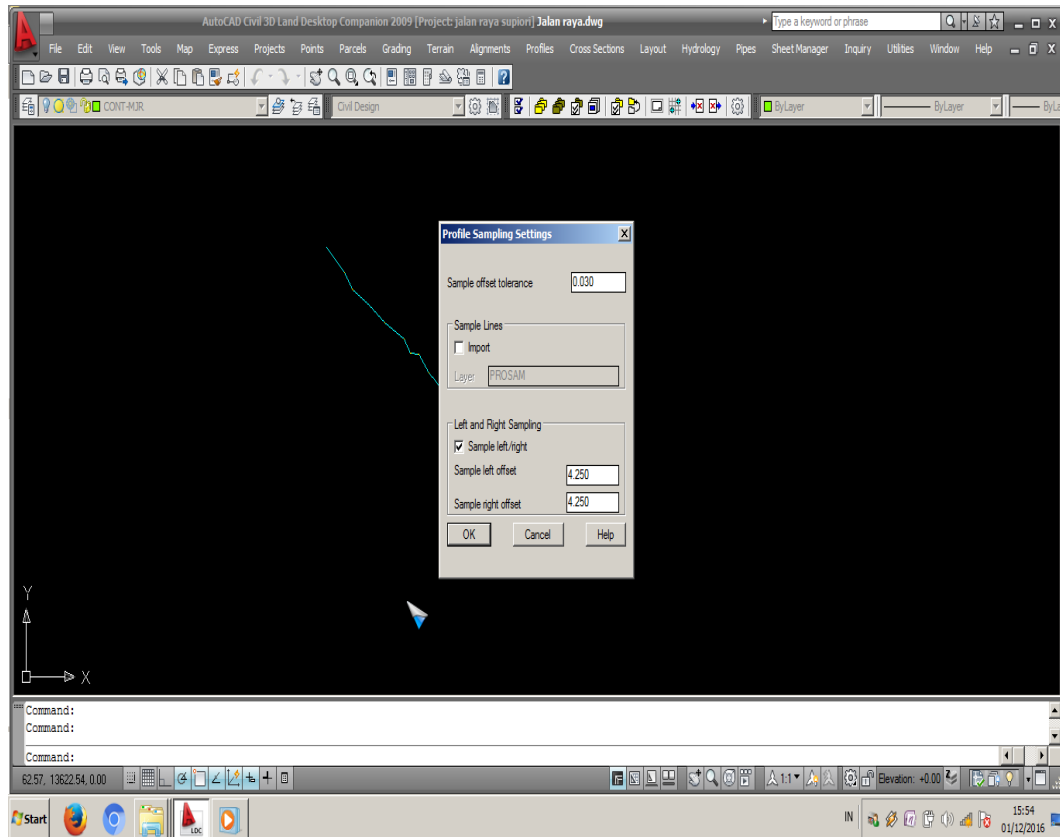 AutoCAD Civil 3D Land Desktop Companion 2009 [Project: jalan raya supiori] Jalan raya.dwg
Type a keyword or phrase
File Edit View Tools Map Express Projects Points Parcels Grading Terrain Alignments Profiles Cross Sections Layout Hydrology Pipes Sheet Manager Inquiry Utilities Window Help
CONT-MJR
Civil Design
ByLayer
ByLayer
ByLa
Profile Sampling Settings
Sample offset tolerance 0.030
Sample Lines
Import
Layer PROSAM
Left and Right Sampling
Sample left/right
Sample left offset 4.250
Sample right offset 4.250
OK Cancel Help
Y
X
Command:
Command:
Command:
62.57, 13622.54, 0.00
1:1
Elevation: +0.00
Start
LDC
IN
15:54
01/12/2016